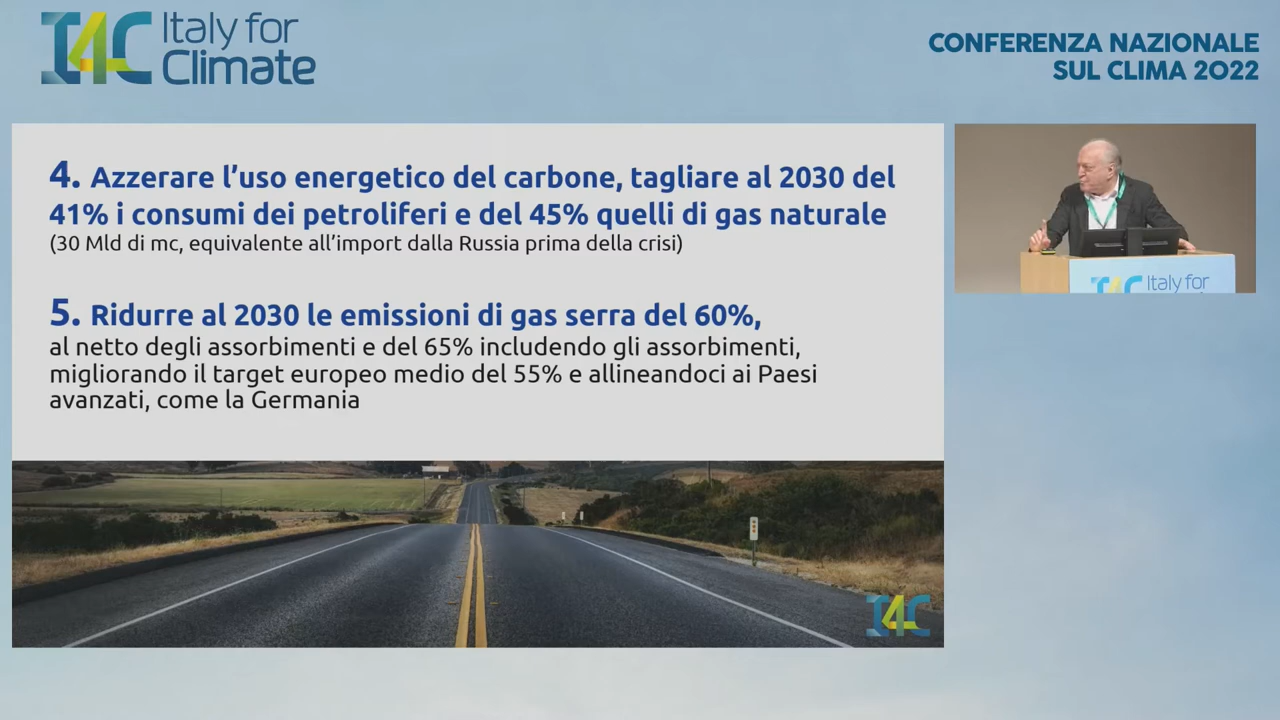 I4C Italy for
Climate
CONFERENZA NAZIONALE
SUL CLIMA 2022
4. Azzerare l’uso energetico del carbone, tagliare al 2030 del
41% i consumi dei petroliferi e del 45% quelli di gas naturale
(30 Mld di mc, equivalente all’import dalla Russia prima della crisi)
5. Ridurre al 2030 le emissioni di gas serra del 60%,
al netto degli assorbimenti e del 65% includendo gli assorbimenti,
migliorando il target europeo medio del 55% e allineandoci ai Paesi
avanzati, come la Germania
I4C
I4C Italy for